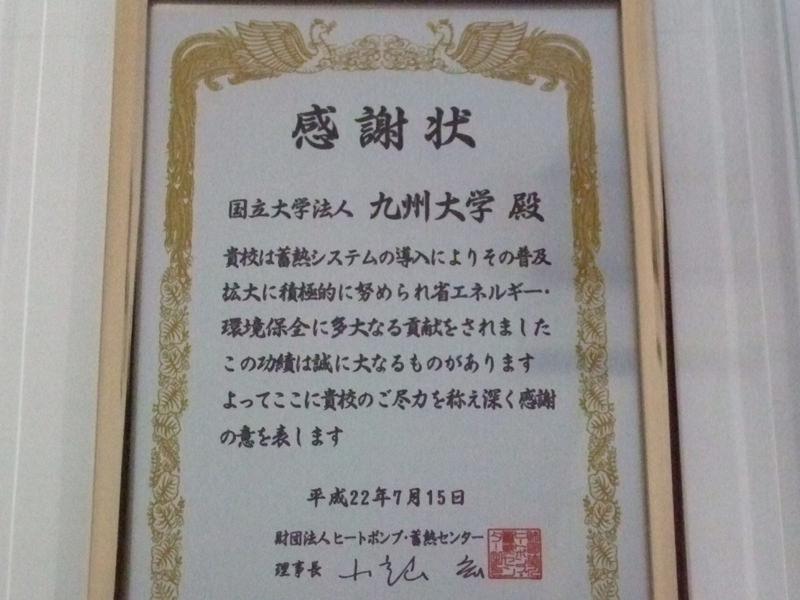 感謝状
国立大学法人 九州大学 殿
貴校は蓄熱システムの導入によりその普及
拡大に積極的に努められ省エネルギー・
環境保全に多大なる貢献をされました
この功績は誠に大なるものがあります
よってここに貴校のご尽力を称え深く感謝
の意を表します
平成22年7月15日
財団法人ヒートポンプ・蓄熱センター
理事長